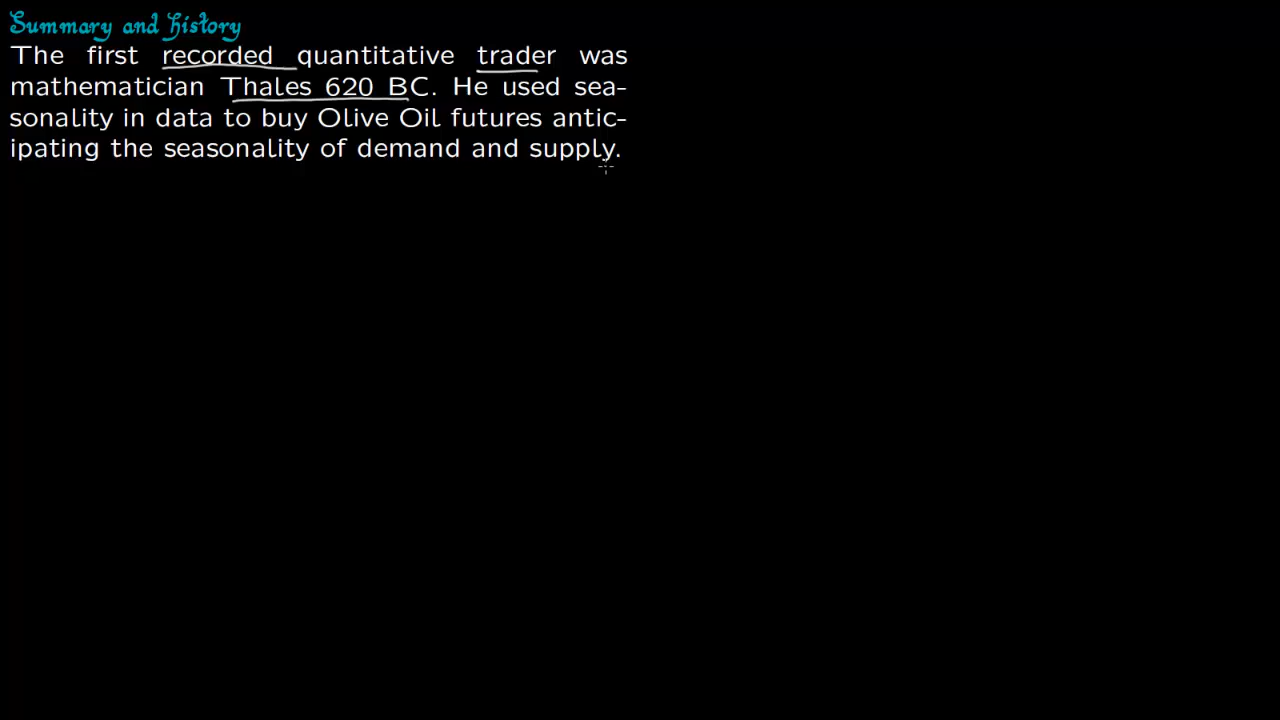 Summary and history
The first recorded quantitative trader was
mathematician Thales 620 BC. He used sea-
sonality in data to buy Olive Oil futures antic-
ipating the seasonality of demand and supply.